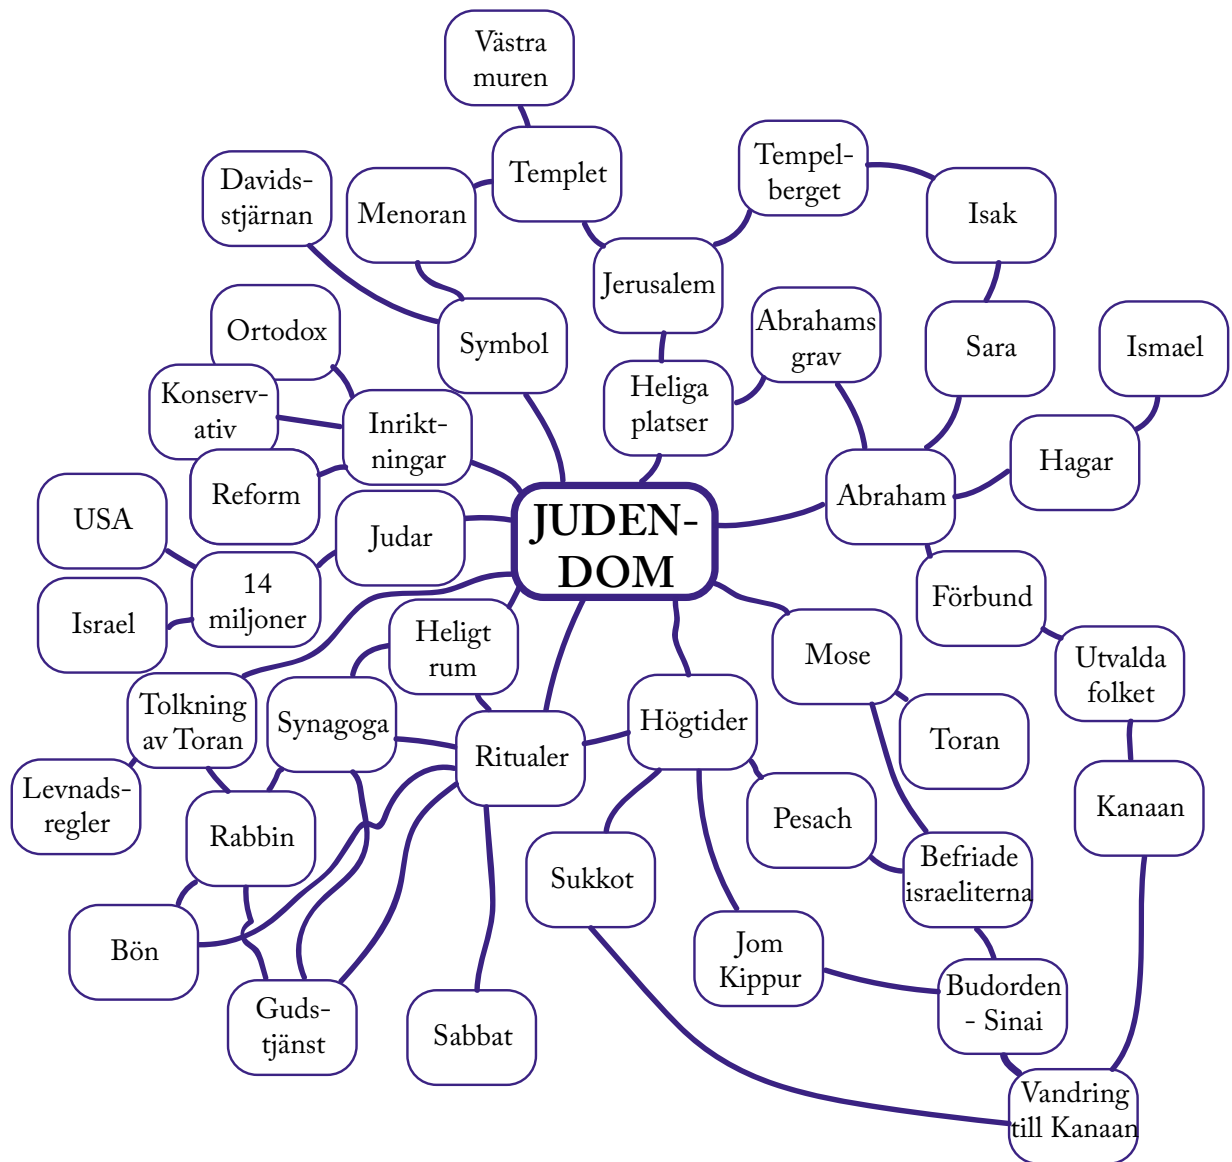 Västra
muren
Templet
Tempel-
berget
Davids-
stjärnan
Menoran
Isak
Jerusalem
Ortodox
Symbol
Abrahams
grav
Sara
Ismael
Konserv-
ativ
Inrikt-
ningar
Heliga
platser
Hagar
Reform
Abraham
USA
Judar
JUDEN-
DOM
14
miljoner
Israel
Förbund
Heligt
rum
Mose
Utvalda
folket
Tolkning
av Toran
Synagoga
Ritualer
Högtider
Toran
Levnads-
regler
Rabbin
Pesach
Kanaan
Sukkot
Befriade
israeliterna
Bön
Jom
Kippur
Guds-
tjänst
Sabbat
Budorden
- Sinai
Vandring
till Kanaan